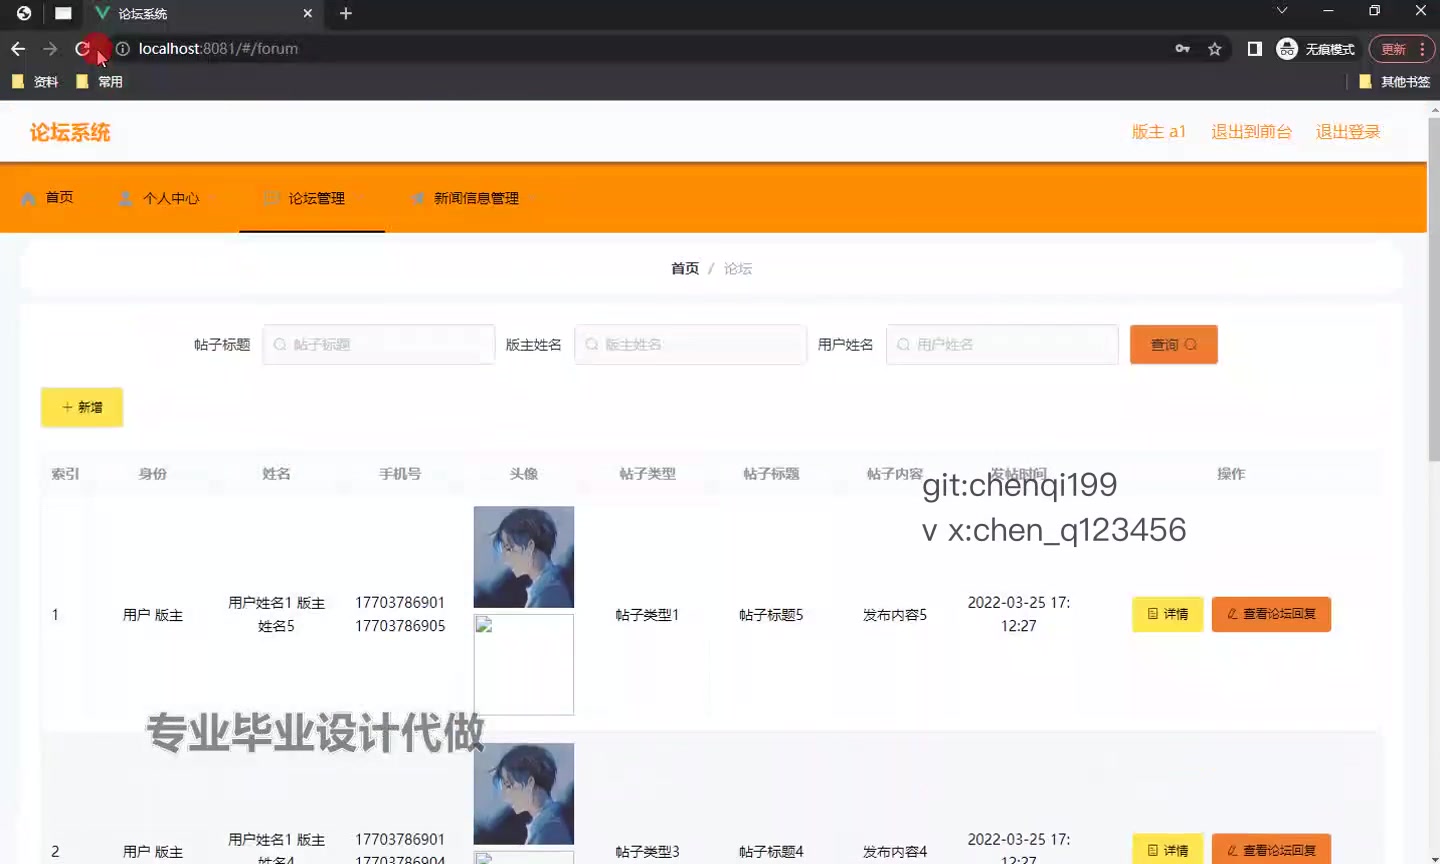 论坛系统
localhost:8081/#/forum
无痕模式
更新
资料
常用
其他书签
论坛系统
版主 a1
退出到前台
退出登录
首页
个人中心
论坛管理
新闻信息管理
首页 / 论坛
帖子标题
帖子标题
版主姓名
版主姓名
用户姓名
用户姓名
查询
+ 新增
索引 身份 姓名 手机号 头像 帖子类型 帖子标题 帖子内容 发帖时间 操作
git:chenqi199
v x:chen_q123456
1
用户 版主
用户姓名1 版主
姓名5
17703786901
17703786905
帖子类型1
帖子标题5
发布内容5
2022-03-25 17:
12:27
详情
查看论坛回复
专业毕业设计代做
2
用户 版主
用户姓名1 版主
姓名4
17703786901
17703786904
帖子类型3
帖子标题4
发布内容4
2022-03-25 17:
12:27
详情
查看论坛回复